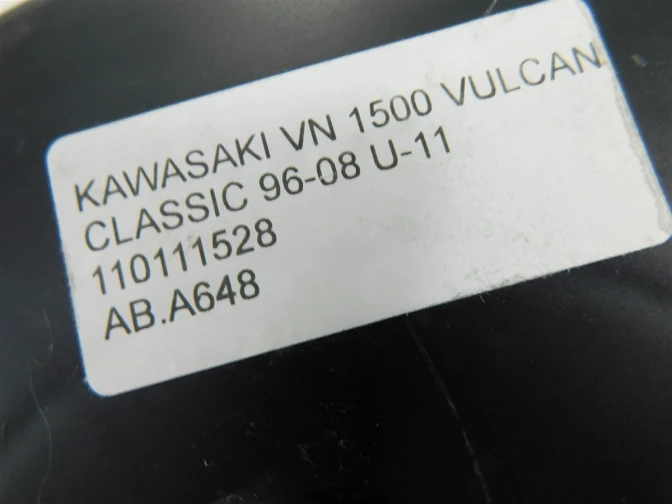 KAWASAKI VN 1500 VULCAN
CLASSIC 96-08 U-11
110111528
AB.A648